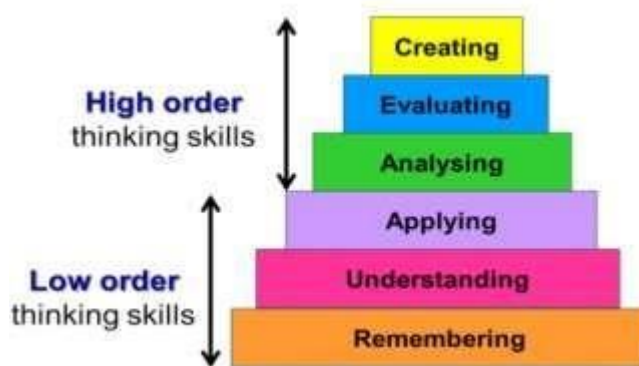 Creating
Evaluating
Analysing
Applying
Understanding
Remembering
High order
thinking skills
Low order
thinking skills